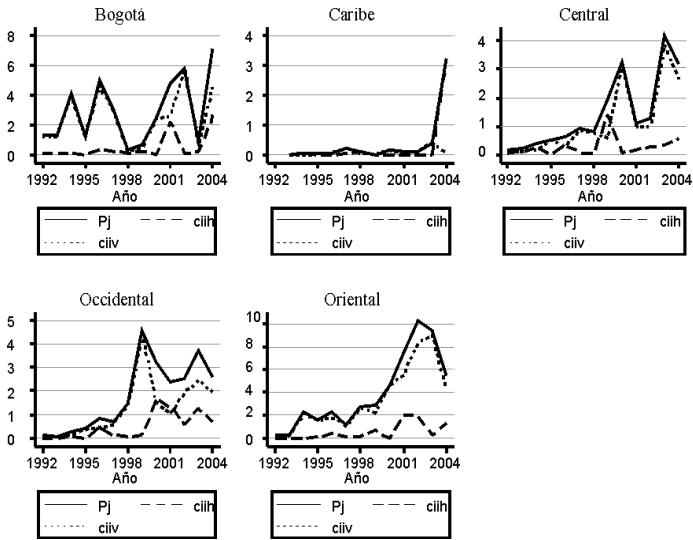 Bogotá
8
6
4
2
0
1992 1995 1998 2001 2004
Año
Pj ciih
ciiv
Caribe
4
3
2
1
0
1992 1995 1998 2001 2004
Año
Pj ciih
ciiv
Central
4
3
2
1
0
1992 1995 1998 2001 2004
Año
Pj ciih
ciiv
Occidental
5
4
3
2
1
0
1992 1995 1998 2001 2004
Año
Pj ciih
ciiv
Oriental
10
8
6
4
2
0
1992 1995 1998 2001 2004
Año
Pj ciih
ciiv